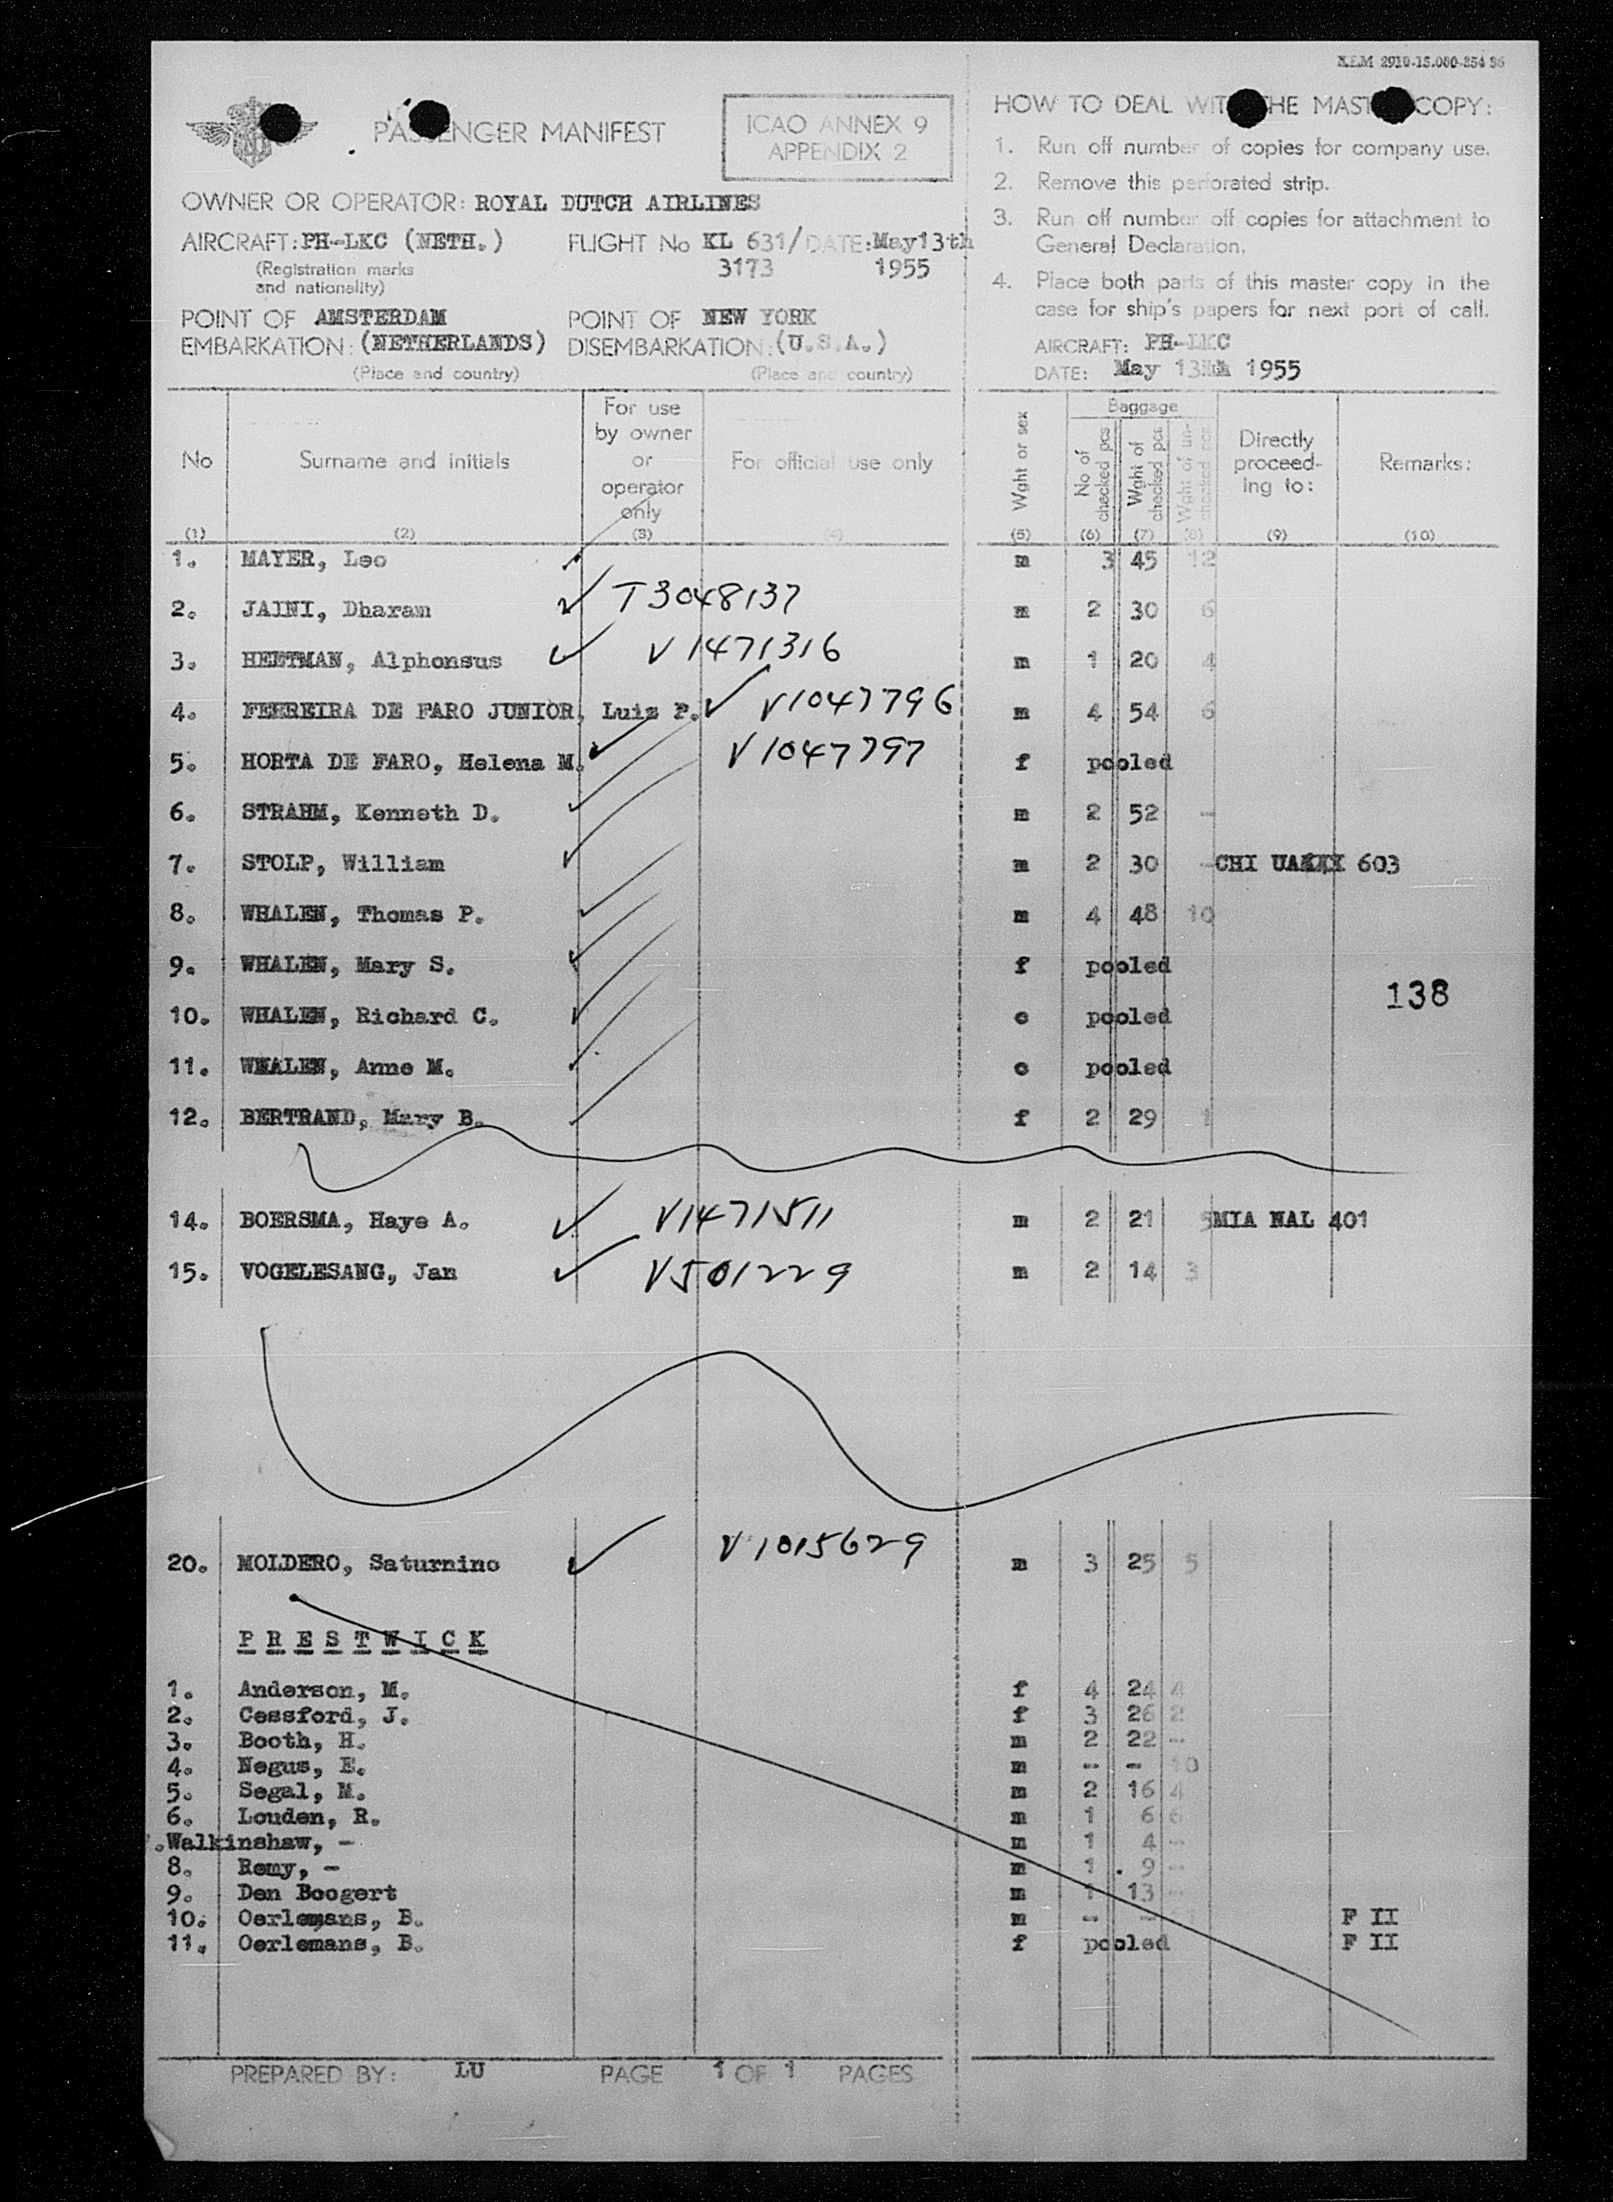 KLM 2910-15.000-254 S6
PASSENGER MANIFEST
ICAO ANNEX 9
APPENDIX 2
OWNER OR OPERATOR: ROYAL DUTCH AIRLINES
AIRCRAFT: PH-LKC (NETH.) FLIGHT No KL 631/ DATE: May 13th
(Registration marks 3173 1955
and nationality)
POINT OF AMSTERDAM POINT OF NEW YORK
EMBARKATION: (NETHERLANDS) DISEMBARKATION: (U.S.A.)
(Place and country) (Place and country)
HOW TO DEAL WITH THE MASTER COPY:
1. Run off number of copies for company use.
2. Remove this perforated strip.
3. Run off number off copies for attachment to
General Declaration.
4. Place both parts of this master copy in the
case for ship's papers for next port of call.
AIRCRAFT: PH-LKC
DATE: May 13th 1955
No
(1)
Surname and initials
(2)
For use
by owner
or
operator
only
(3)
For official use only
(4)
Wght or sex
(5)
Baggage
No of
checked pcs
(6)
Wght of
checked pcs
(7)
Wght of un-
checked pcs
(8)
Directly
proceed-
ing to:
(9)
Remarks:
(10)
1. MAYER, Leo m 3 45 12
2. JAINI, Dharam T3048137 m 2 30 6
3. HEETMAN, Alphonsus V1471316 m 1 20 4
4. FERREIRA DE FARO JUNIOR, Luiz P. V1047796 m 4 54 6
5. HORTA DE FARO, Helena M. V1047797 f pooled
6. STRAHM, Kenneth D. m 2 52 -
7. STOLP, William m 2 30 - CHI UA 603
8. WHALEN, Thomas P. m 4 48 10
9. WHALEN, Mary S. f pooled
138
10. WHALEN, Richard C. c pooled
11. WHALEN, Anne M. c pooled
12. BERTRAND, Mary B. f 2 29 1
14. BOERSMA, Haye A. V1471511 m 2 21 5 MIA NAL 401
15. VOGELESANG, Jan V501229 m 2 14 3
20. MOLDERO, Saturnino V1015629 m 3 25 5
PRESTWICK
1. Anderson, M. f 4 24 4
2. Cessford, J. f 3 26 2
3. Booth, H. m 2 22 -
4. Negus, E. m - - 10
5. Segal, M. m 2 16 4
6. Louden, R. m 1 6 6
.Walkinshaw, - m 1 4 -
8. Remy, - m 1 9 -
9. Den Boogert m 1 13 -
10. Oerlemans, B. m - - F II
11. Oerlemans, B. f pooled F II
PREPARED BY: LU PAGE 1 OF 1 PAGES